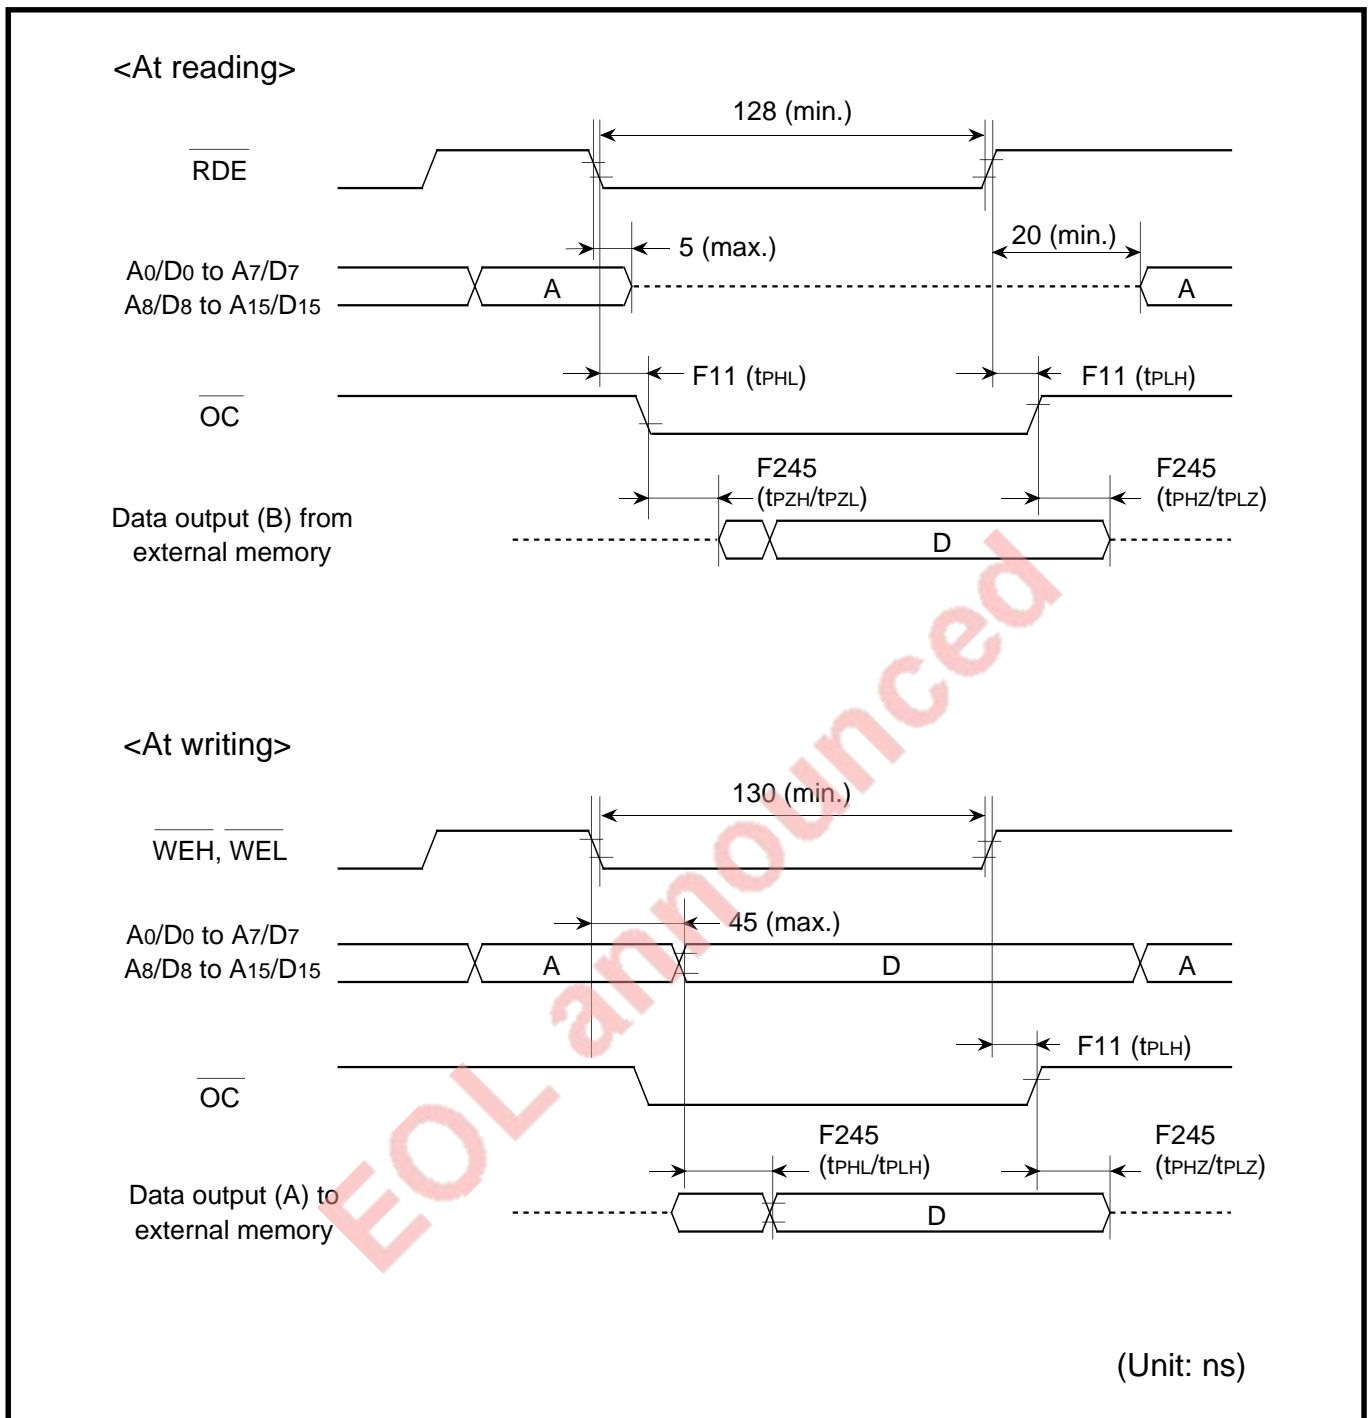 <At reading>
128 (min.)
RDE
5 (max.)
20 (min.)
A0/D0 to A7/D7
A8/D8 to A15/D15
A
A
F11 (tPHL)
F11 (tPLH)
OC
F245
(tPZH/tPZL)
F245
(tPHZ/tPLZ)
Data output (B) from
external memory
D
<At writing>
130 (min.)
WEH, WEL
45 (max.)
A0/D0 to A7/D7
A8/D8 to A15/D15
A
D
A
F11 (tPLH)
OC
F245
(tPHL/tPLH)
F245
(tPHZ/tPLZ)
Data output (A) to
external memory
D
EOL announced
(Unit: ns)